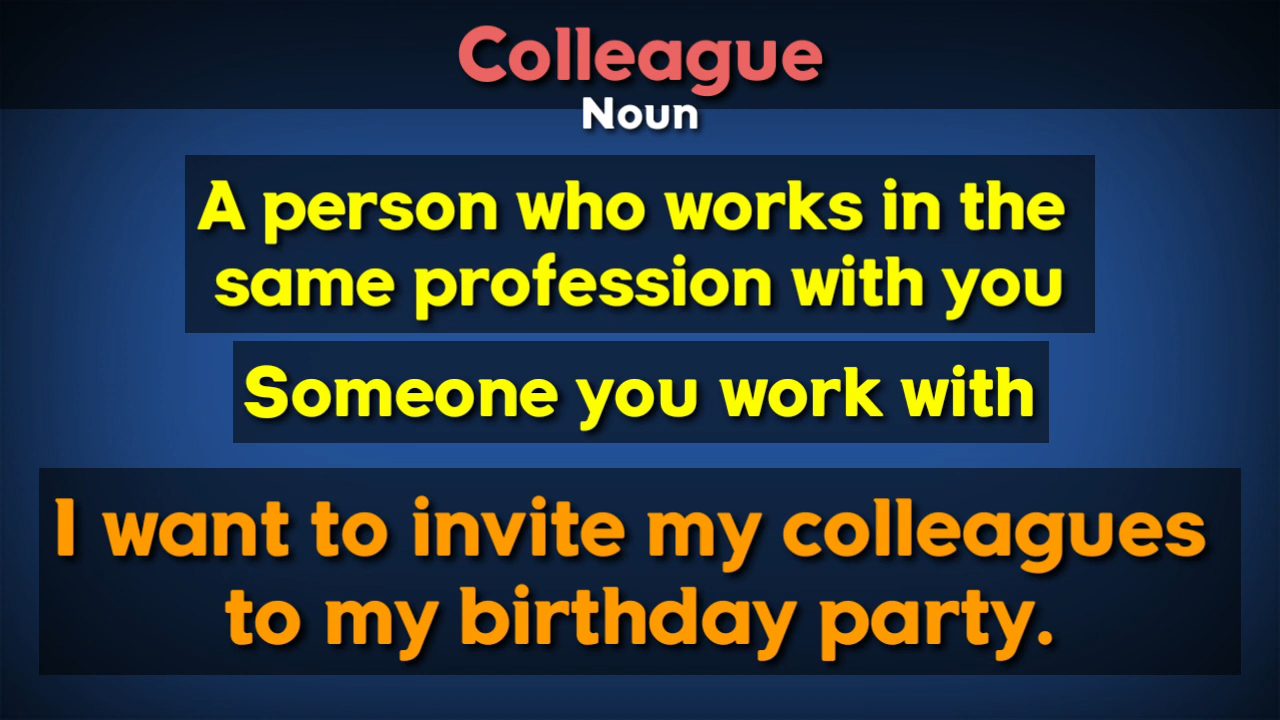 Colleague
Noun
A person who works in the
same profession with you
Someone you work with
I want to invite my colleagues
to my birthday party.